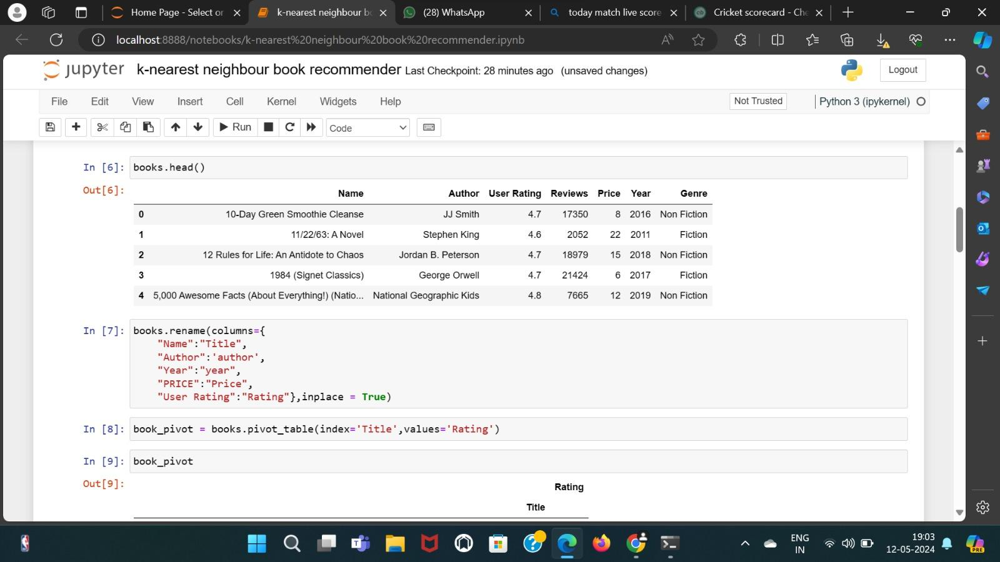 Home Page - Select or
k-nearest neighbour b
(28) WhatsApp
today match live score
cb
Cricket scorecard - Che
localhost:8888/notebooks/k-nearest%20neighbour%20book%20recommender.ipynb
jupyter k-nearest neighbour book recommender Last Checkpoint: 28 minutes ago (unsaved changes)
Logout
File Edit View Insert Cell Kernel Widgets Help Not Trusted Python 3 (ipykernel)
Run Code
In [6]: books.head()
Out[6]:
Name Author User Rating Reviews Price Year Genre
0 10-Day Green Smoothie Cleanse JJ Smith 4.7 17350 8 2016 Non Fiction
1 11/22/63: A Novel Stephen King 4.6 2052 22 2011 Fiction
2 12 Rules for Life: An Antidote to Chaos Jordan B. Peterson 4.7 18979 15 2018 Non Fiction
3 1984 (Signet Classics) George Orwell 4.7 21424 6 2017 Fiction
4 5,000 Awesome Facts (About Everything!) (Natio... National Geographic Kids 4.8 7665 12 2019 Non Fiction
In [7]: books.rename(columns={
"Name":"Title",
"Author":'author',
"Year":"year",
"PRICE":"Price",
"User Rating":"Rating"},inplace = True)
In [8]: book_pivot = books.pivot_table(index='Title',values='Rating')
In [9]: book_pivot
Out[9]:
Rating
Title
ENG
IN
19:03
12-05-2024
PRE